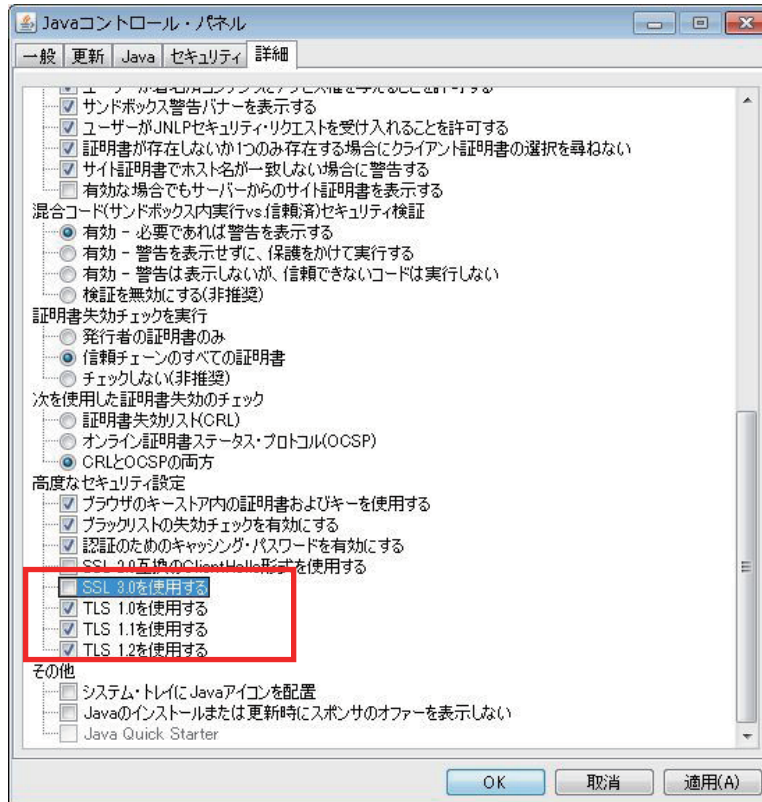 Javaコントロール・パネル
一般 更新 Java セキュリティ 詳細
サンドボックス警告バナーを表示する
ユーザーがJNLPセキュリティ・リクエストを受け入れることを許可する
証明書が存在しないか1つのみ存在する場合にクライアント証明書の選択を尋ねない
サイト証明書でホスト名が一致しない場合に警告する
有効な場合でもサーバーからのサイト証明書を表示する
混合コード(サンドボックス内実行vs.信頼済)セキュリティ検証
有効 - 必要であれば警告を表示する
有効 - 警告を表示せずに、保護をかけて実行する
有効 - 警告は表示しないが、信頼できないコードは実行しない
検証を無効にする(非推奨)
証明書失効チェックを実行
発行者の証明書のみ
信頼チェーンのすべての証明書
チェックしない(非推奨)
次を使用した証明書失効のチェック
証明書失効リスト(CRL)
オンライン証明書ステータス・プロトコル(OCSP)
CRLとOCSPの両方
高度なセキュリティ設定
ブラウザのキーストア内の証明書およびキーを使用する
ブラックリストの失効チェックを有効にする
認証のためのキャッシング・パスワードを有効にする
SSL 2.0互換のClientHello形式を使用する
SSL 3.0を使用する
TLS 1.0を使用する
TLS 1.1を使用する
TLS 1.2を使用する
その他
システム・トレイにJavaアイコンを配置
Javaのインストールまたは更新時にスポンサのオファーを表示しない
Java Quick Starter
OK 取消 適用(A)